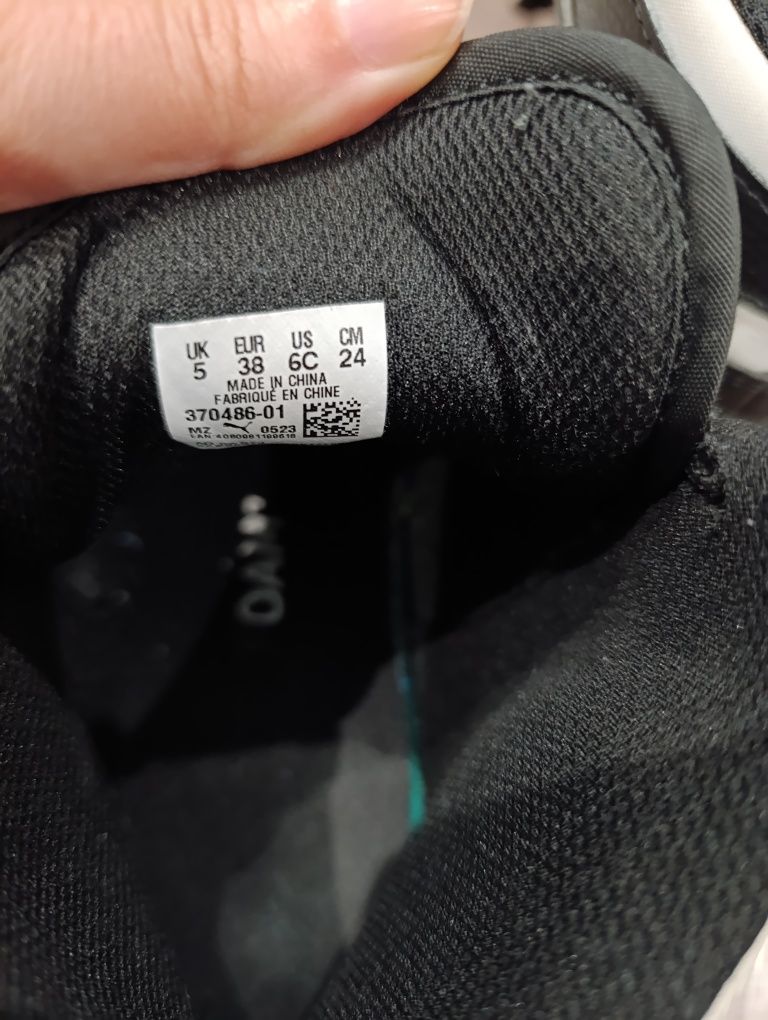 UK EUR US CM
5 38 6C 24
MADE IN CHINA
FABRIQUÉ EN CHINE
370486-01
MZ 0523